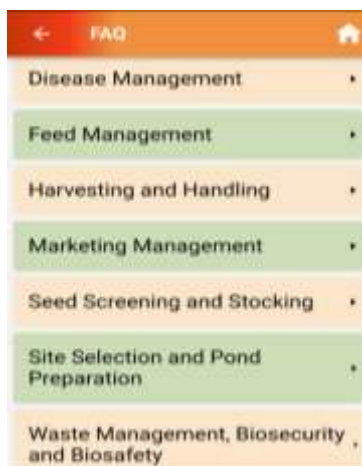 FAQ
Disease Management
Feed Management
Harvesting and Handling
Marketing Management
Seed Screening and Stocking
Site Selection and Pond
Preparation
Waste Management, Biosecurity
and Biosafety